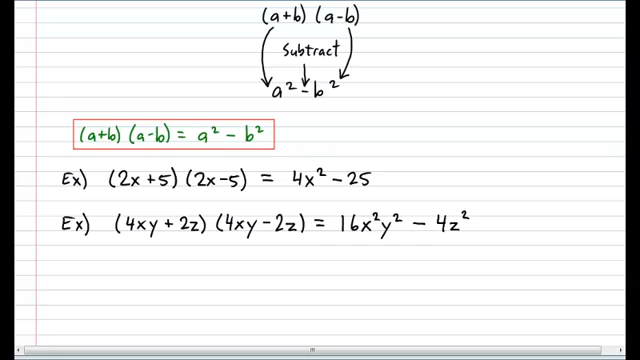 (a+b) (a-b)
Subtract
a² - b²
(a+b) (a-b) = a² - b²
Ex) (2x+5) (2x-5) = 4x² - 25
Ex) (4xy+2z) (4xy-2z) = 16x²y² - 4z²